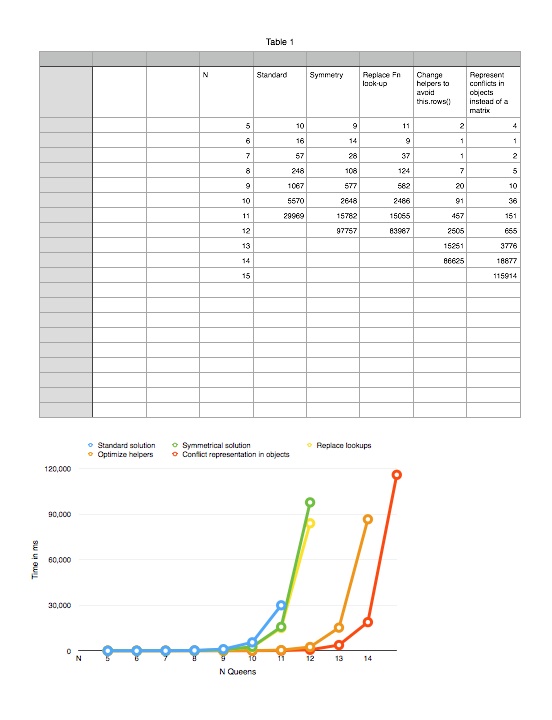 Table 1
N Standard Symmetry Replace Fn look-up Change helpers to avoid this.rows() Represent conflicts in objects instead of a matrix
5 10 9 11 2 4
6 16 14 9 1 1
7 57 28 37 1 2
8 248 108 124 7 5
9 1067 577 582 20 10
10 5570 2648 2486 91 36
11 29969 15782 15055 457 151
12 97757 83987 2505 655
13 15251 3776
14 86625 18877
15 115914
Standard solution Symmetrical solution Replace lookups
Optimize helpers Conflict representation in objects
120,000
90,000
60,000
30,000
0
Time in ms
N 5 6 7 8 9 10 11 12 13 14
N Queens